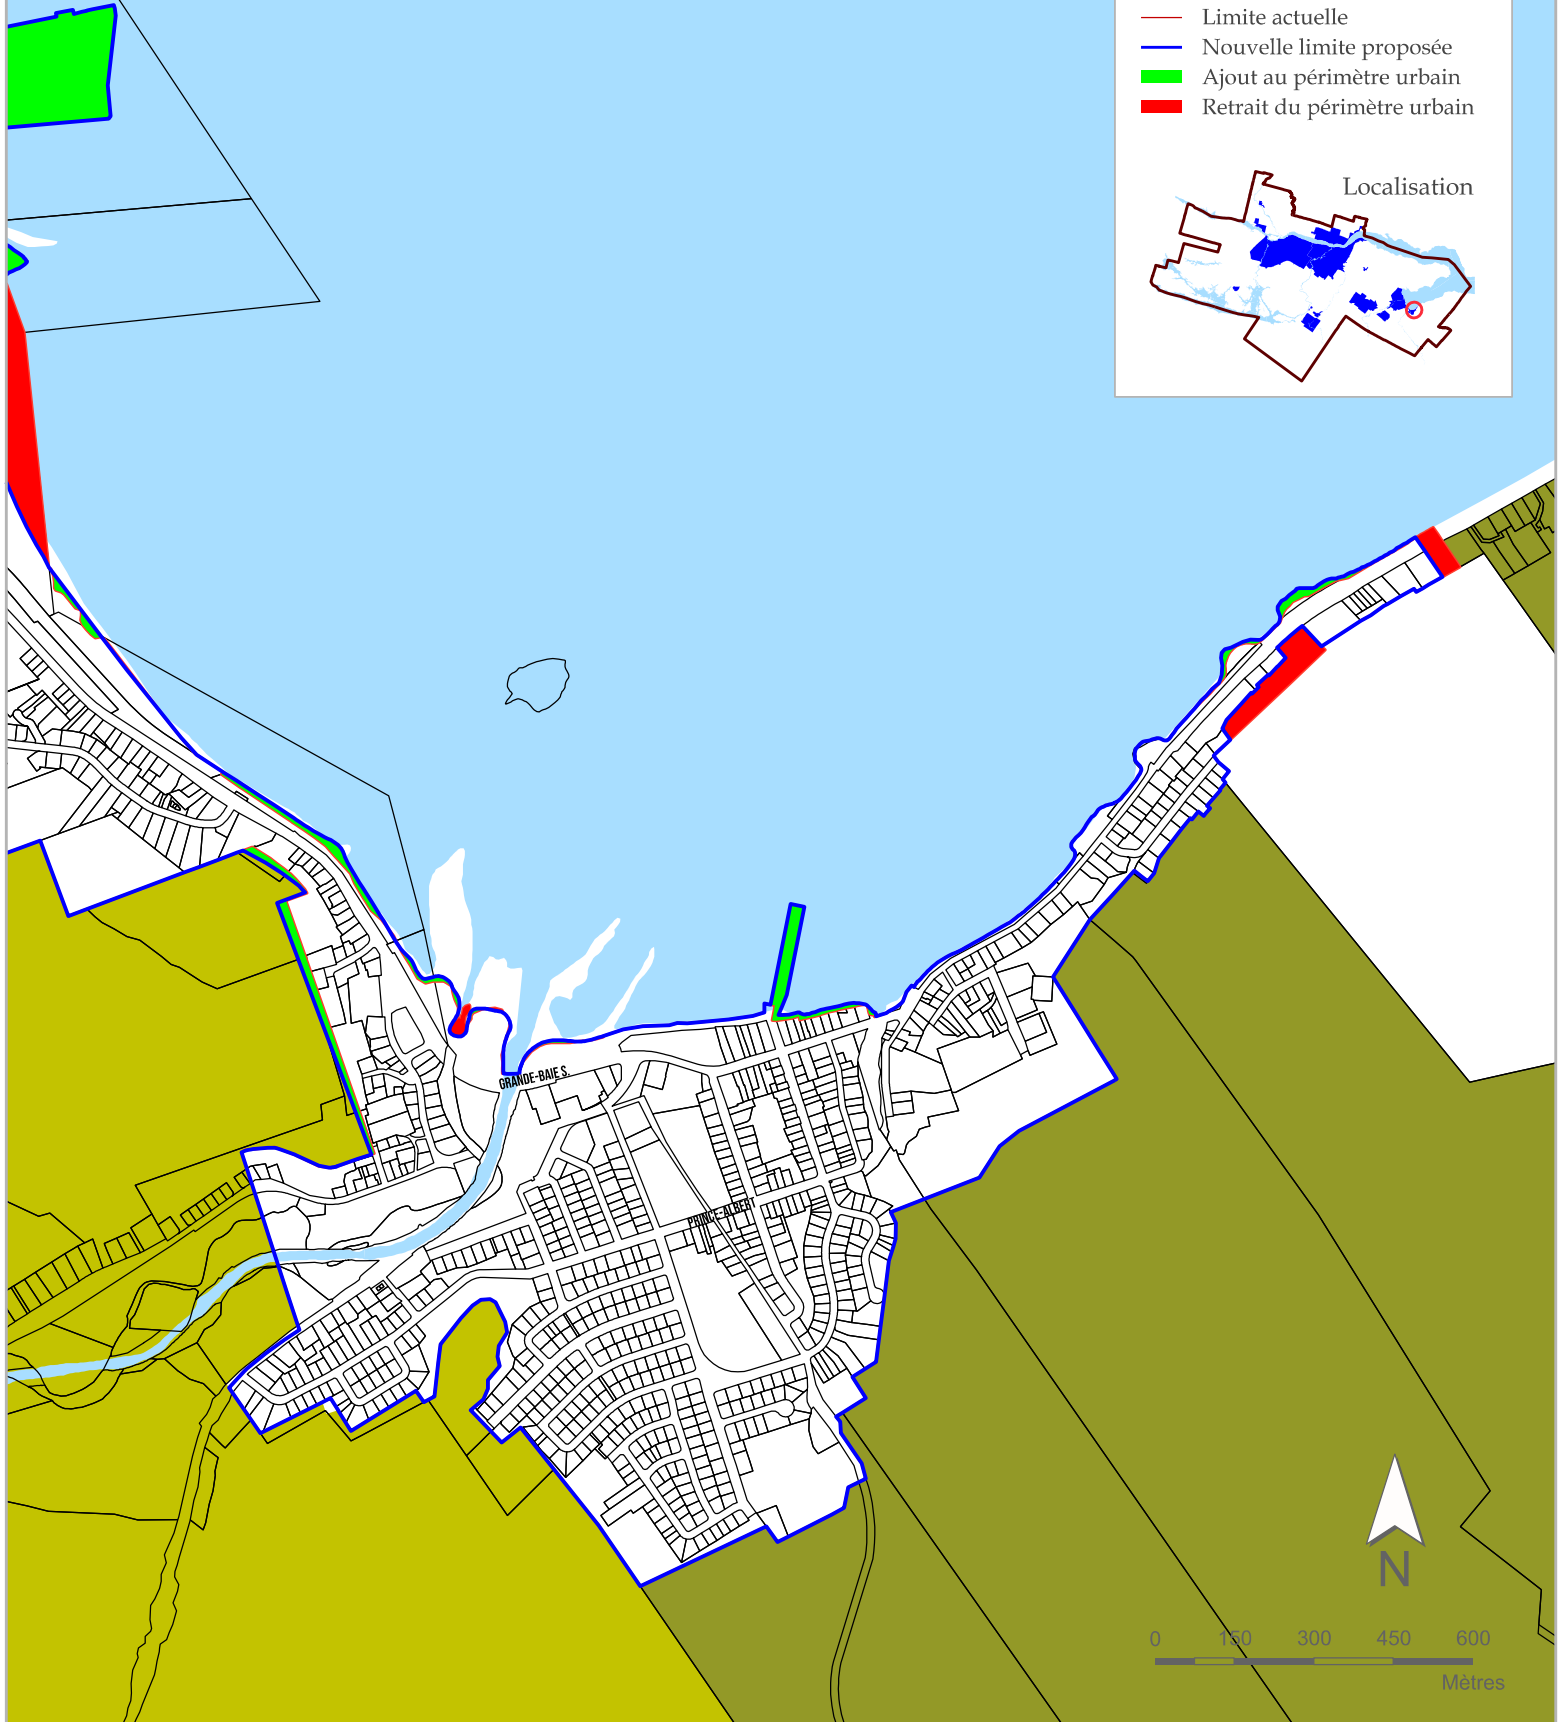 Limite actuelle
Nouvelle limite proposée
Ajout au périmètre urbain
Retrait du périmètre urbain
Localisation
GRANDE-BAIE S.
PRINCE-ALBERT
N
0 150 300 450 600
Mètres